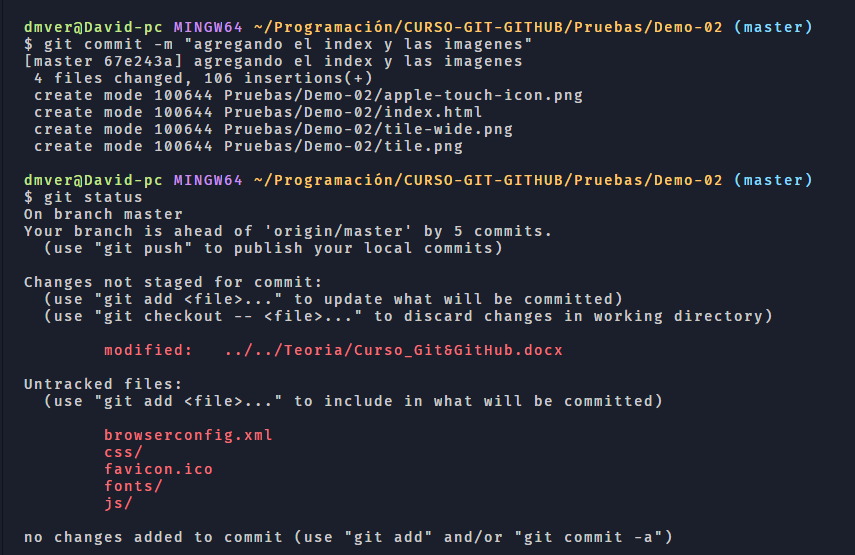 dmver@David-pc MINGW64 ~/Programación/CURSO-GIT-GITHUB/Pruebas/Demo-02 (master)
$ git commit -m "agregando el index y las imagenes"
[master 67e243a] agregando el index y las imagenes
 4 files changed, 106 insertions(+)
 create mode 100644 Pruebas/Demo-02/apple-touch-icon.png
 create mode 100644 Pruebas/Demo-02/index.html
 create mode 100644 Pruebas/Demo-02/tile-wide.png
 create mode 100644 Pruebas/Demo-02/tile.png

dmver@David-pc MINGW64 ~/Programación/CURSO-GIT-GITHUB/Pruebas/Demo-02 (master)
$ git status
On branch master
Your branch is ahead of 'origin/master' by 5 commits.
  (use "git push" to publish your local commits)

Changes not staged for commit:
  (use "git add <file>..." to update what will be committed)
  (use "git checkout -- <file>..." to discard changes in working directory)

        modified:   ../../Teoria/Curso_Git&GitHub.docx

Untracked files:
  (use "git add <file>..." to include in what will be committed)

        browserconfig.xml
        css/
        favicon.ico
        fonts/
        js/

no changes added to commit (use "git add" and/or "git commit -a")